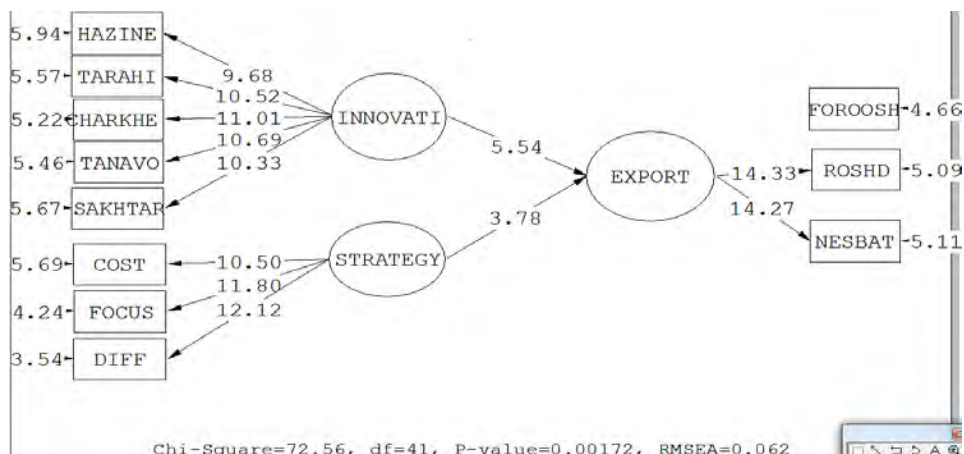 5.94 HAZINE
5.57 TARAHI
5.22 CHARKHE
5.46 TANAVO
5.67 SAKHTAR
5.69 COST
4.24 FOCUS
3.54 DIFF
9.68
10.52
11.01
10.69
10.33
10.50
11.80
12.12
INNOVATI
STRATEGY
5.54
3.78
EXPORT
14.33
14.27
FOROOSH 4.66
ROSHD 5.09
NESBAT 5.11
Chi-Square=72.56, df=41, P-value=0.00172, RMSEA=0.062
A